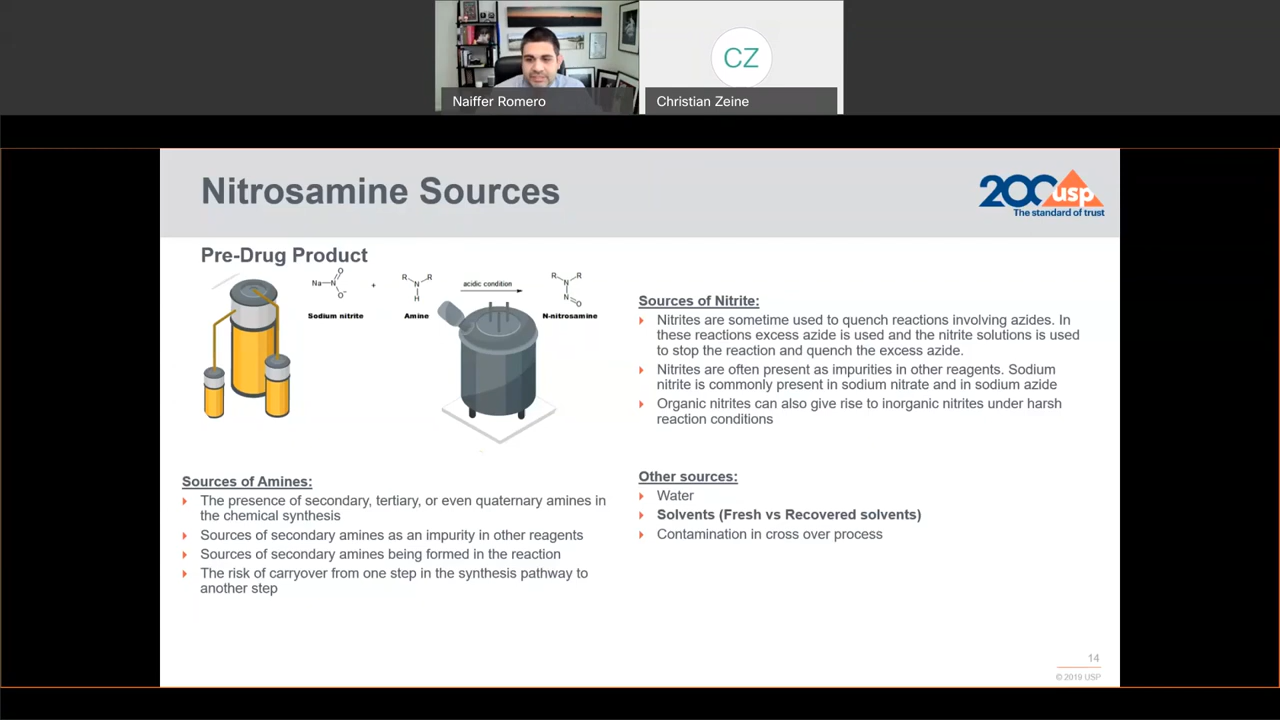 CZ
Naiffer Romero
Christian Zeine
Nitrosamine Sources
200 usp
The standard of trust
Pre-Drug Product
Na N O O-
+
R R N H
acidic condition
R R N N O
Sodium nitrite
Amine
N-nitrosamine
Sources of Amines:
The presence of secondary, tertiary, or even quaternary amines in
the chemical synthesis
Sources of secondary amines as an impurity in other reagents
Sources of secondary amines being formed in the reaction
The risk of carryover from one step in the synthesis pathway to
another step
Sources of Nitrite:
Nitrites are sometime used to quench reactions involving azides. In
these reactions excess azide is used and the nitrite solutions is used
to stop the reaction and quench the excess azide.
Nitrites are often present as impurities in other reagents. Sodium
nitrite is commonly present in sodium nitrate and in sodium azide
Organic nitrites can also give rise to inorganic nitrites under harsh
reaction conditions
Other sources:
Water
Solvents (Fresh vs Recovered solvents)
Contamination in cross over process
14
© 2019 USP